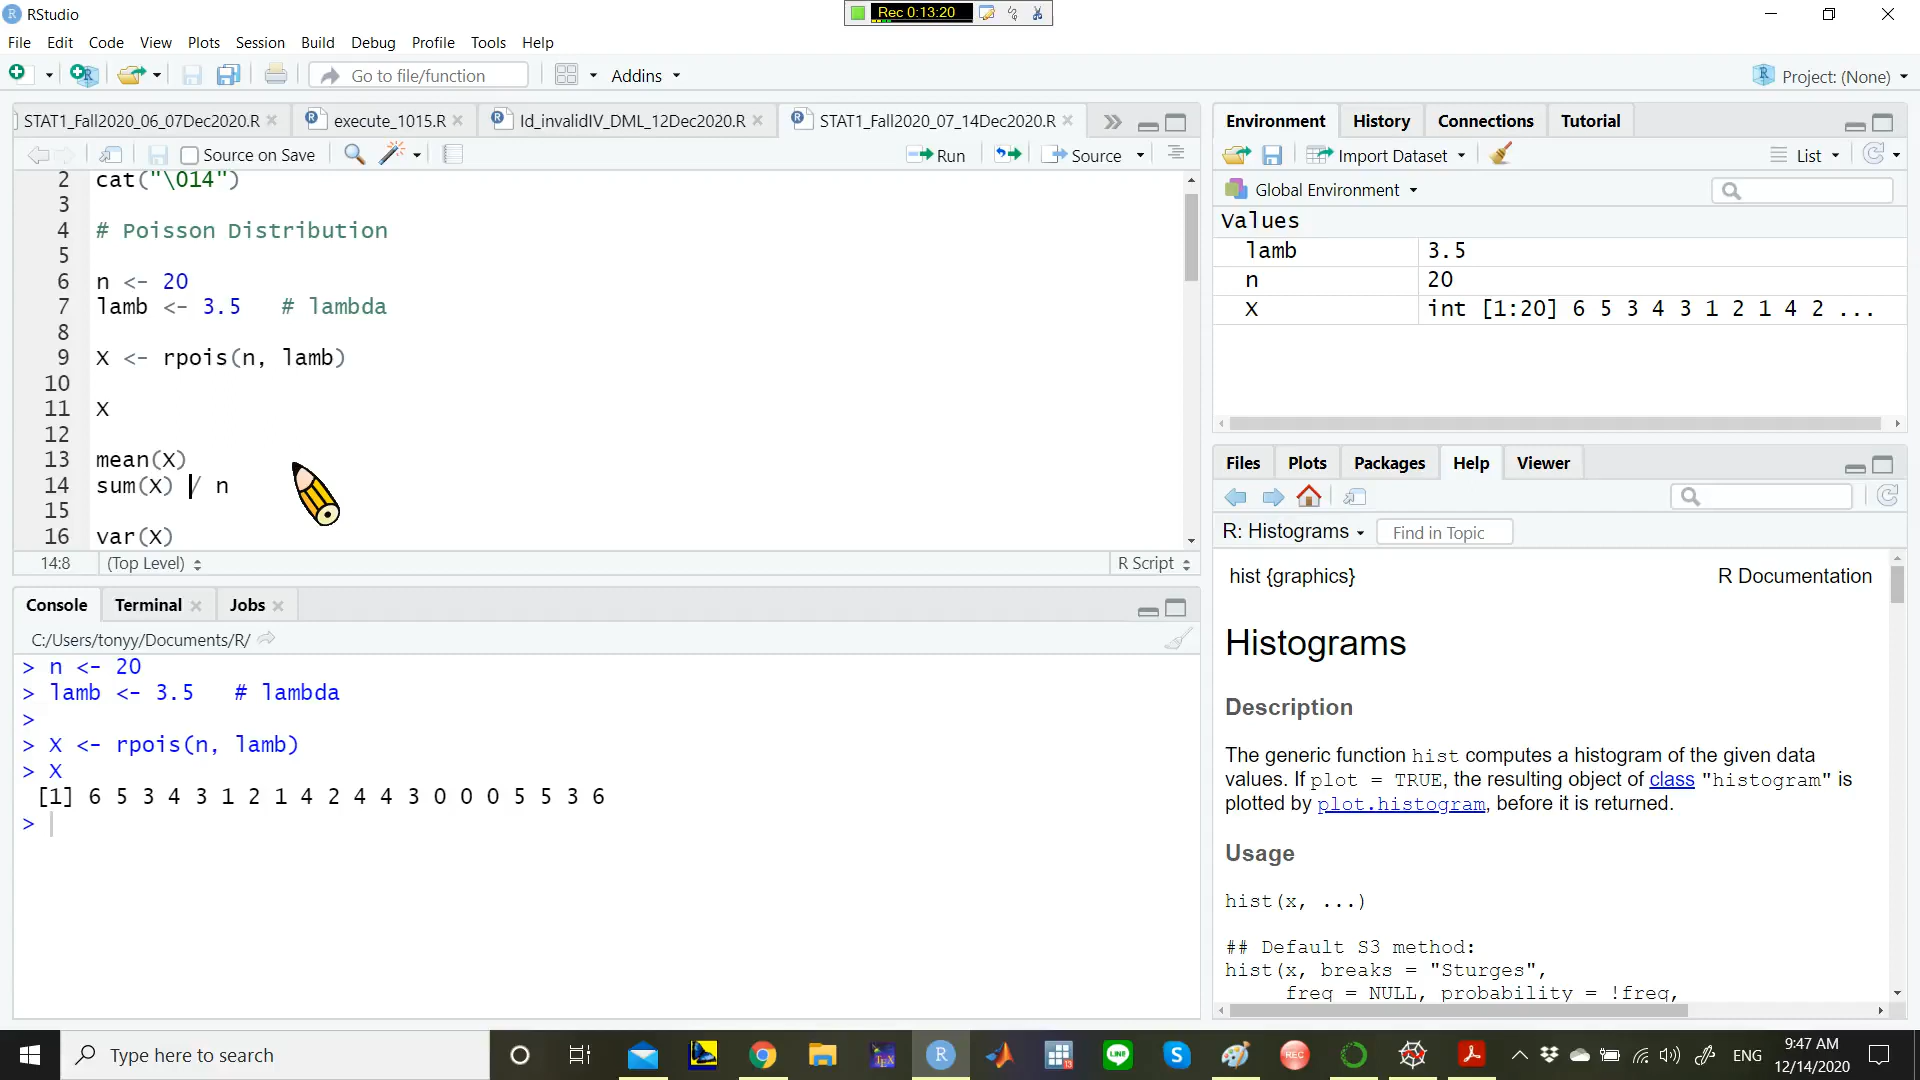 RStudio
Rec 0:13:20
File Edit Code View Plots Session Build Debug Profile Tools Help
Go to file/function
Addins
Project: (None)
STAT1_Fall2020_06_07Dec2020.R
execute_1015.R
Id_invalidIV_DML_12Dec2020.R
STAT1_Fall2020_07_14Dec2020.R
Source on Save
Run
Source
2 cat("\014")
3
4 # Poisson Distribution
5
6 n <- 20
7 lamb <- 3.5   # lambda
8
9 X <- rpois(n, lamb)
10
11 X
12
13 mean(X)
14 sum(X) / n
15
16 var(X)
14:8 (Top Level) R Script
Console Terminal Jobs
C:/Users/tonyy/Documents/R/
> n <- 20
> lamb <- 3.5   # lambda
>
> X <- rpois(n, lamb)
> X
[1] 6 5 3 4 3 1 2 1 4 2 4 4 3 0 0 0 5 5 3 6
>
Environment History Connections Tutorial
Import Dataset
List
Global Environment
Values
lamb 3.5
n 20
X int [1:20] 6 5 3 4 3 1 2 1 4 2 ...
Files Plots Packages Help Viewer
R: Histograms
Find in Topic
hist {graphics} R Documentation
Histograms
Description
The generic function hist computes a histogram of the given data
values. If plot = TRUE, the resulting object of class "histogram" is
plotted by plot.histogram, before it is returned.
Usage
hist(x, ...)
## Default S3 method:
hist(x, breaks = "Sturges",
freq = NULL, probability = !freq,
Type here to search
ENG
9:47 AM
12/14/2020